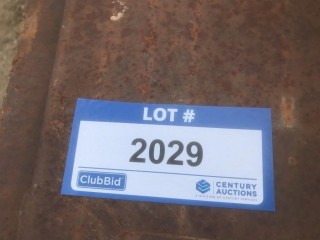 LOT #
2029
ClubBid
CENTURY
AUCTIONS